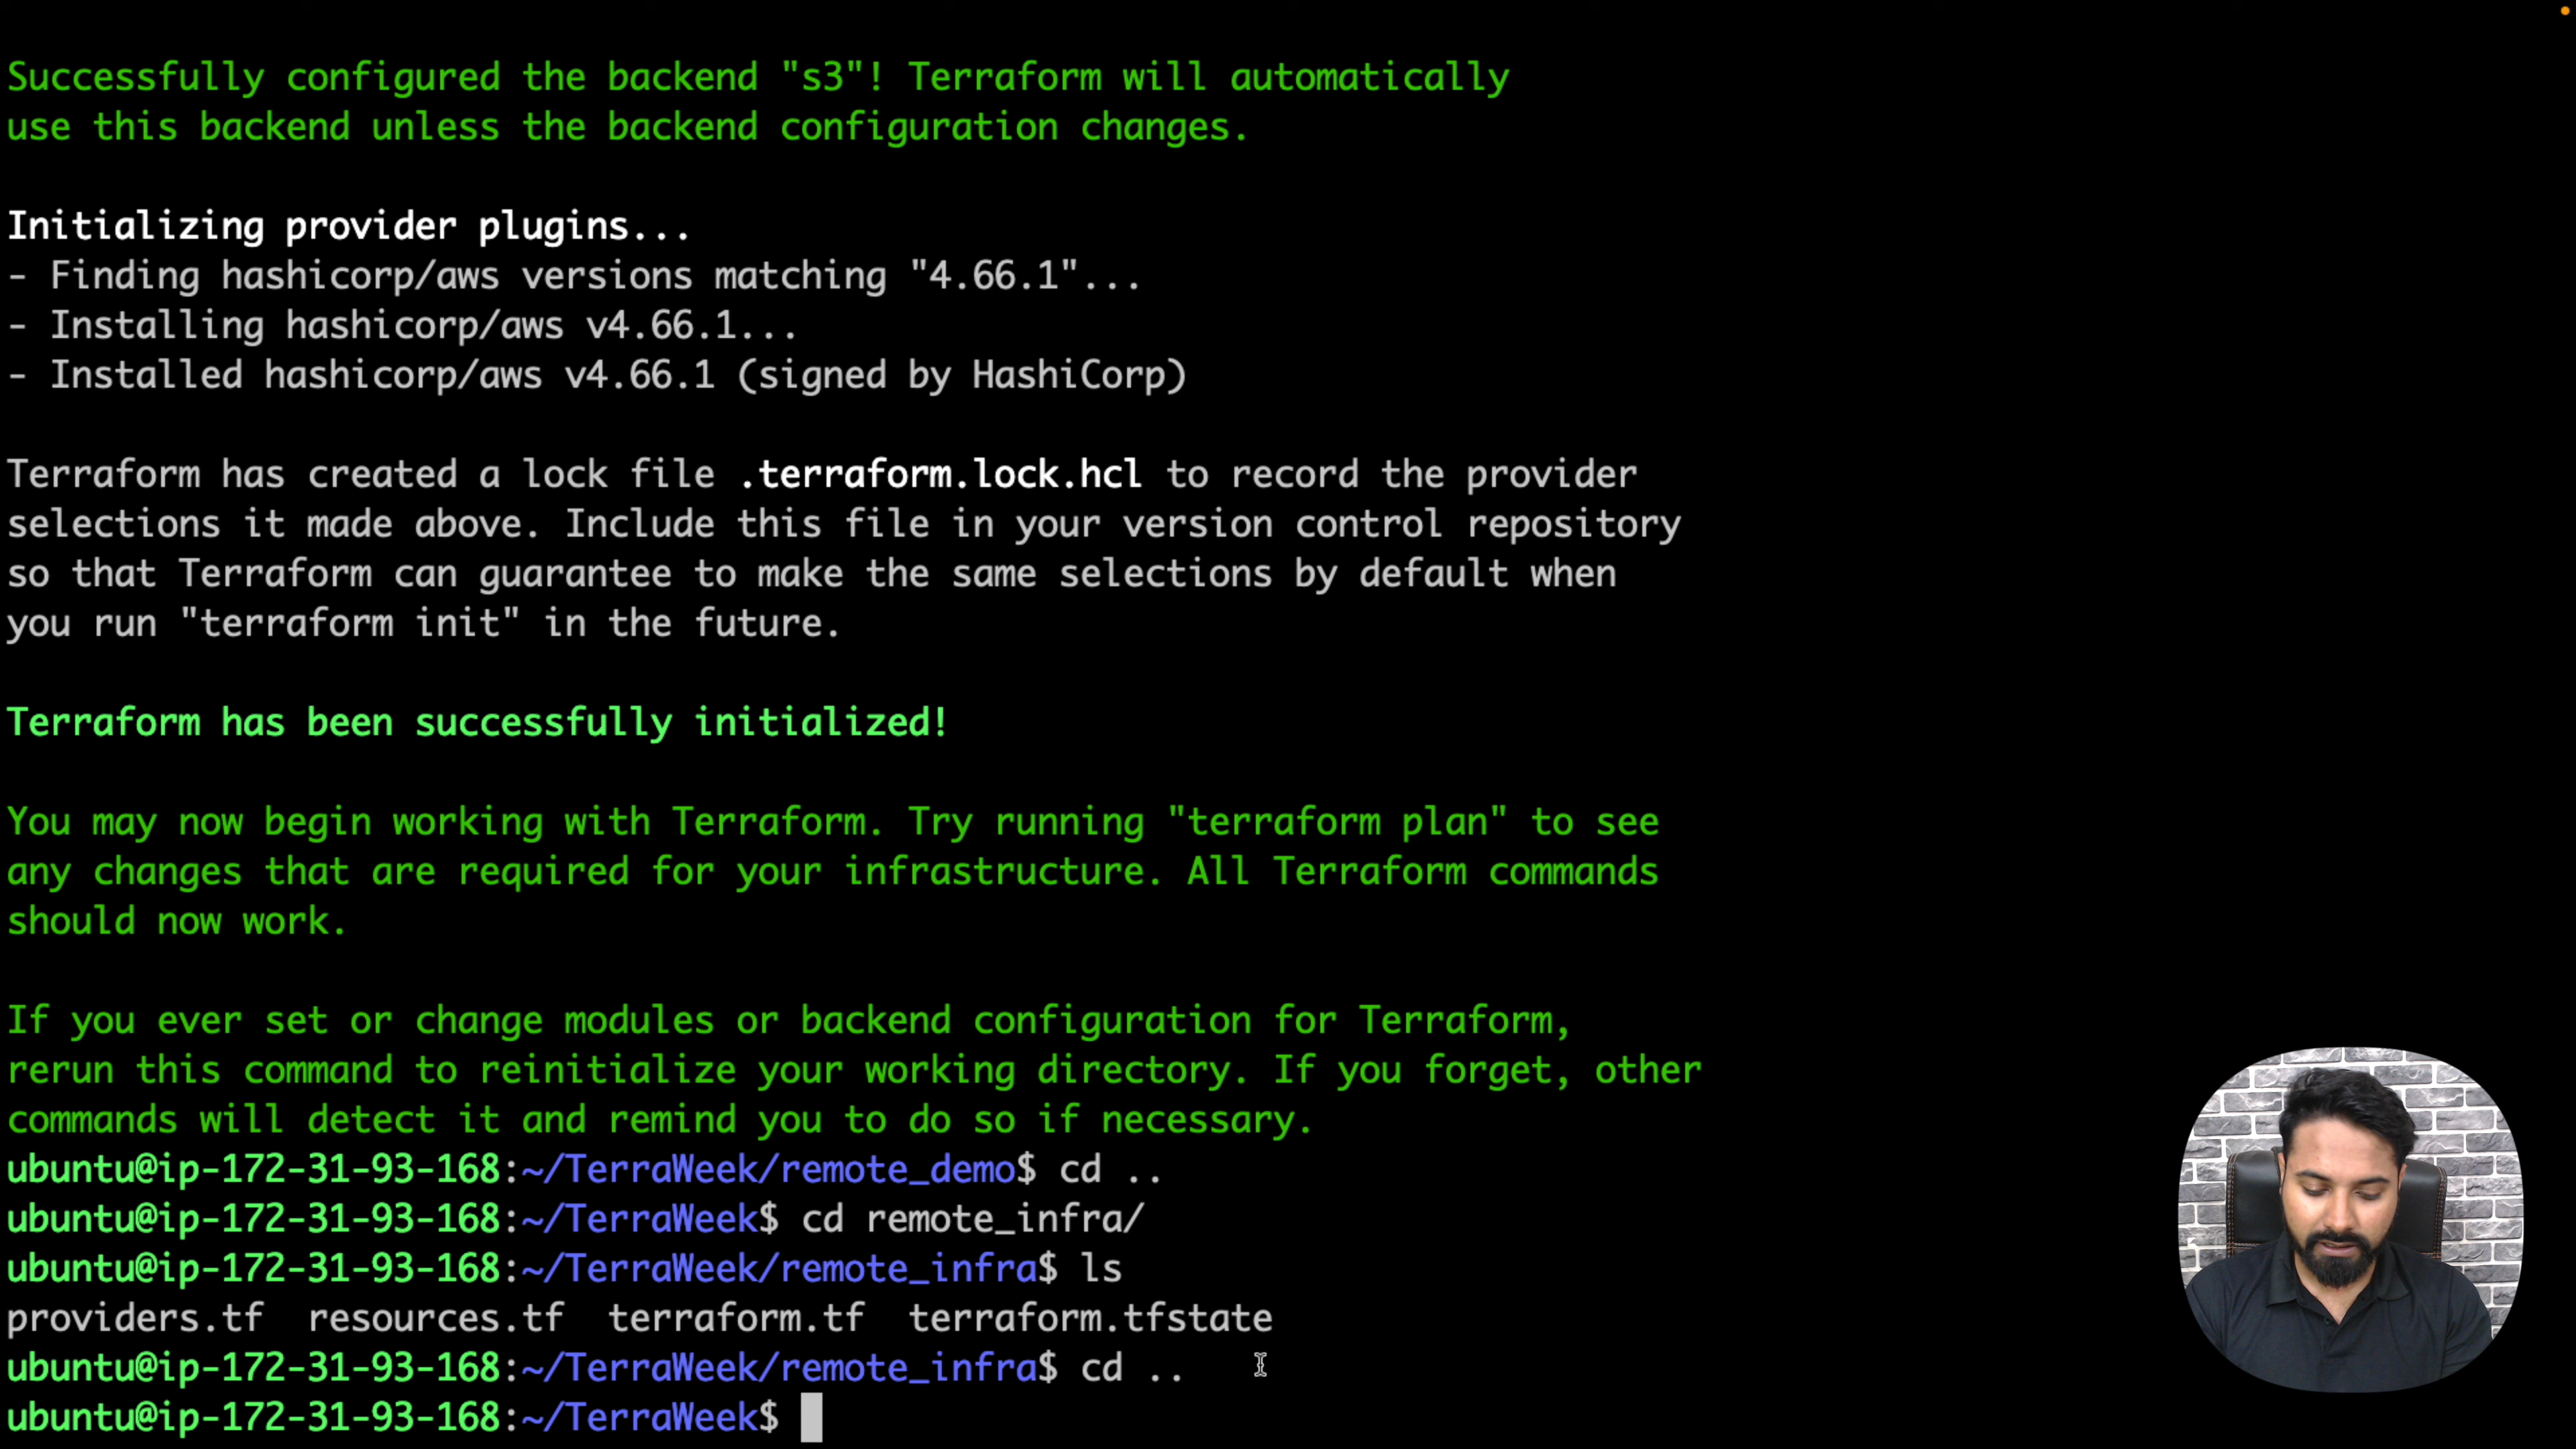 Successfully configured the backend "s3"! Terraform will automatically
use this backend unless the backend configuration changes.
Initializing provider plugins...
- Finding hashicorp/aws versions matching "4.66.1"...
- Installing hashicorp/aws v4.66.1...
- Installed hashicorp/aws v4.66.1 (signed by HashiCorp)
Terraform has created a lock file .terraform.lock.hcl to record the provider
selections it made above. Include this file in your version control repository
so that Terraform can guarantee to make the same selections by default when
you run "terraform init" in the future.
Terraform has been successfully initialized!
You may now begin working with Terraform. Try running "terraform plan" to see
any changes that are required for your infrastructure. All Terraform commands
should now work.
If you ever set or change modules or backend configuration for Terraform,
rerun this command to reinitialize your working directory. If you forget, other
commands will detect it and remind you to do so if necessary.
ubuntu@ip-172-31-93-168:~/TerraWeek/remote_demo$ cd ..
ubuntu@ip-172-31-93-168:~/TerraWeek$ cd remote_infra/
ubuntu@ip-172-31-93-168:~/TerraWeek/remote_infra$ ls
providers.tf  resources.tf  terraform.tf  terraform.tfstate
ubuntu@ip-172-31-93-168:~/TerraWeek/remote_infra$ cd ..
ubuntu@ip-172-31-93-168:~/TerraWeek$